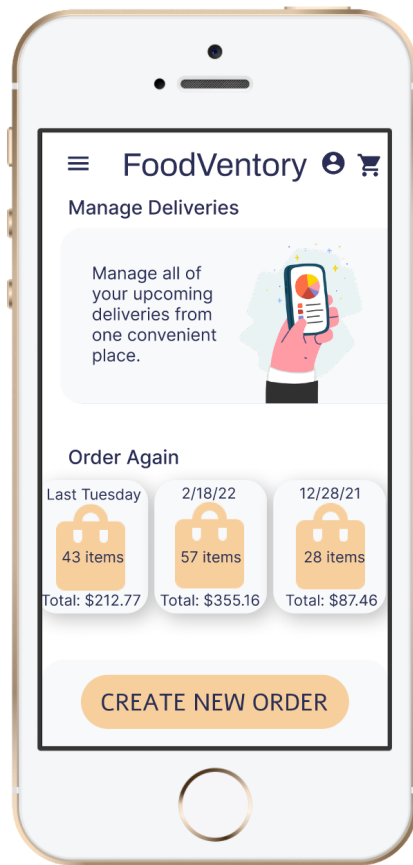 FoodVentory
Manage Deliveries
Manage all of
your upcoming
deliveries from
one convenient
place.
Order Again
Last Tuesday
43 items
Total: $212.77
2/18/22
57 items
Total: $355.16
12/28/21
28 items
Total: $87.46
CREATE NEW ORDER